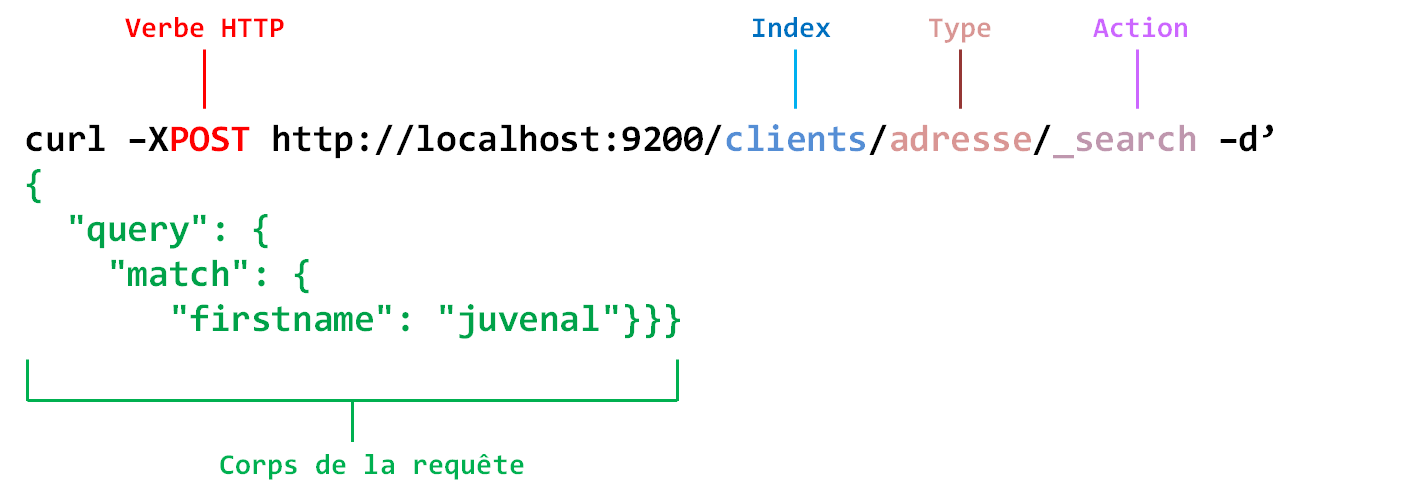 Verbe HTTP Index Type Action
curl –XPOST http://localhost:9200/clients/adresse/_search –d’
{
"query": {
"match": {
"firstname": "juvenal"}}}
Corps de la requête